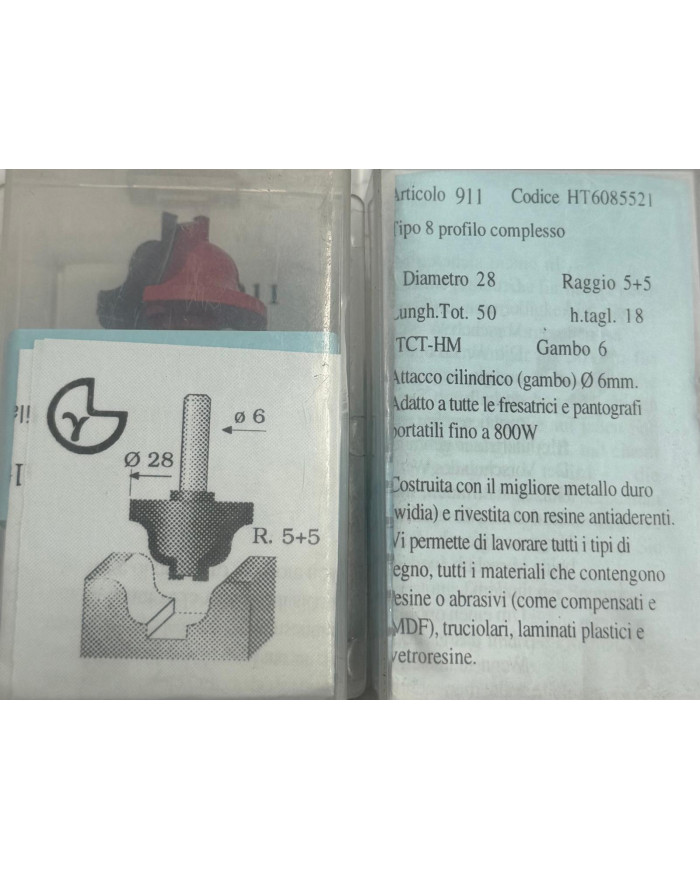 11
γ
ø 6
Ø 28
R. 5+5
Articolo 911 Codice HT6085521
Tipo 8 profilo complesso
Diametro 28 Raggio 5+5
Lungh.Tot. 50 h.tagl. 18
TCT-HM Gambo 6
Attacco cilindrico (gambo) Ø 6mm.
Adatto a tutte le fresatrici e pantografi
portatili fino a 800W
Costruita con il migliore metallo duro
(widia) e rivestita con resine antiaderenti.
Vi permette di lavorare tutti i tipi di
legno, tutti i materiali che contengono
resine o abrasivi (come compensati e
MDF), truciolari, laminati plastici e
vetroresine.